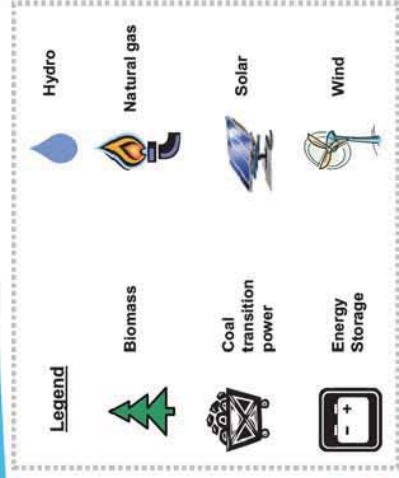 Legend
Hydro
Biomass
Natural gas
Coal
transition
power
Solar
Energy
Storage
Wind